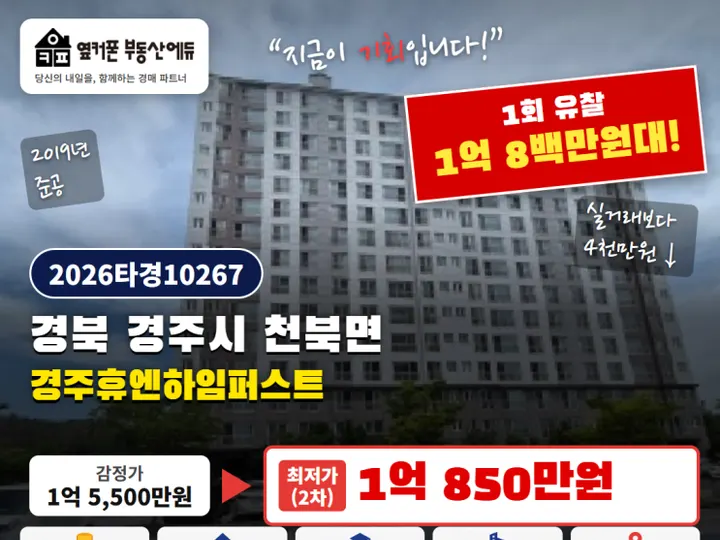 옆커폰 부동산에듀
당신의 내일을, 함께하는 경매 파트너
“지금이 기회입니다!”
1회 유찰
1억 8백만원대!
2019년
준공
실거래보다
4천만원 ↓
2026타경10267
경북 경주시 천북면
경주휴엔하임퍼스트
감정가
1억 5,500만원
최저가
(2차)
1억 850만원